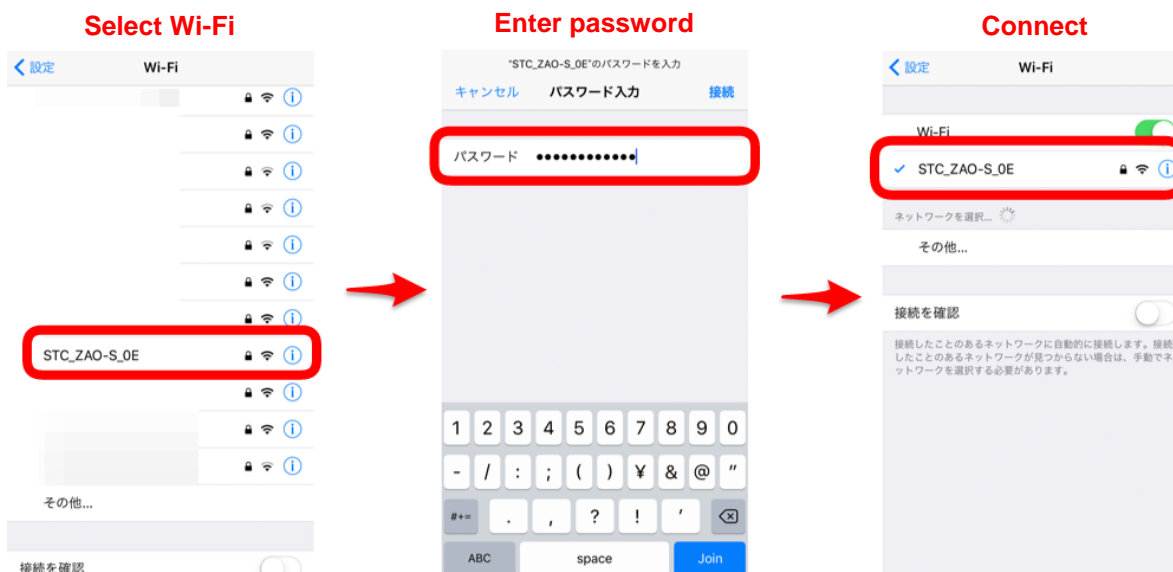 Select Wi-Fi
設定
Wi-Fi
STC_ZAO-S_0E
その他...
接続を確認
Enter password
"STC_ZAO-S_0E"のパスワードを入力
キャンセル
パスワード入力
接続
パスワード ●●●●●●●●●●●●
1 2 3 4 5 6 7 8 9 0
- / : ; ( ) ¥ & @ "
#+= . , ? ! ′
ABC space Join
Connect
設定
Wi-Fi
Wi-Fi
STC_ZAO-S_0E
ネットワークを選択...
その他...
接続を確認
接続したことのあるネットワークに自動的に接続します。接続
したことのあるネットワークが見つからない場合は、手動でネ
ットワークを選択する必要があります。